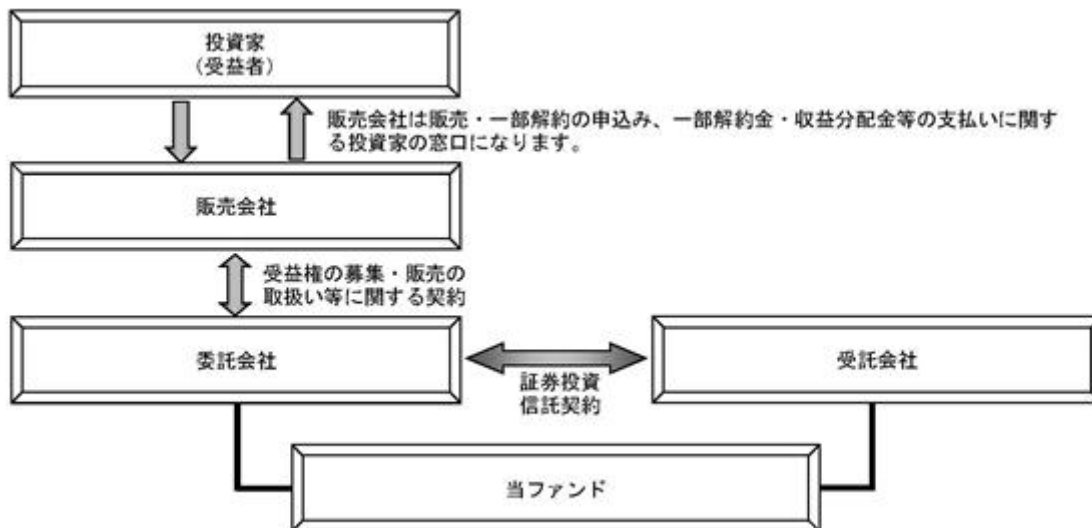 投資家
（受益者）
販売会社は販売・一部解約の申込み、一部解約金・収益分配金等の支払いに関す
る投資家の窓口になります。
販売会社
受益権の募集・販売の
取扱い等に関する契約
委託会社
受託会社
証券投資
信託契約
当ファンド